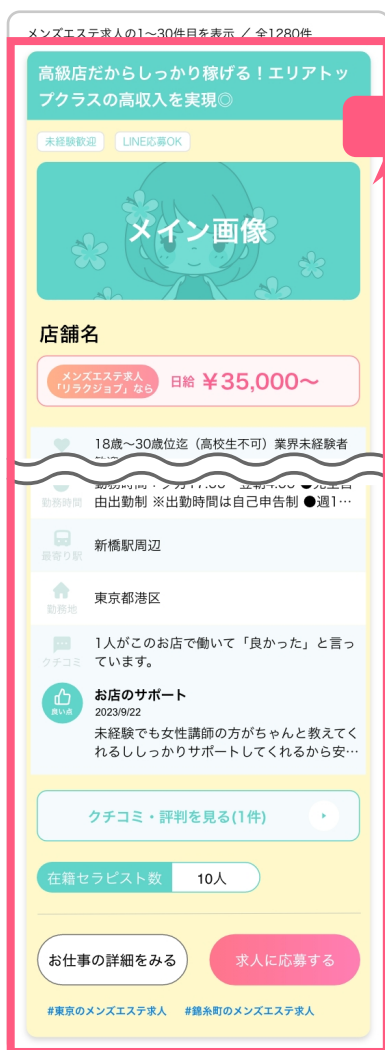 メンズエステ求人の1〜30件目を表示 ／ 全1280件
高級店だからしっかり稼げる！エリアトッ
プクラスの高収入を実現◎
未経験歓迎 LINE応募OK
メイン画像
店舗名
メンズエステ求人
「リラクジョブ」なら
日給 ￥35,000〜
18歳〜30歳位迄（高校生不可）業界未経験者
勤務時間
由出勤制 ※出勤時間は自己申告制 ●週1…
最寄り駅
新橋駅周辺
勤務地
東京都港区
クチコミ
1人がこのお店で働いて「良かった」と言っ
ています。
良い点
お店のサポート
2023/9/22
未経験でも女性講師の方がちゃんと教えてく
れるししっかりサポートしてくれるから安…
クチコミ・評判を見る(1件)
在籍セラピスト数 10人
お仕事の詳細をみる 求人に応募する
#東京のメンズエステ求人 #錦糸町のメンズエステ求人